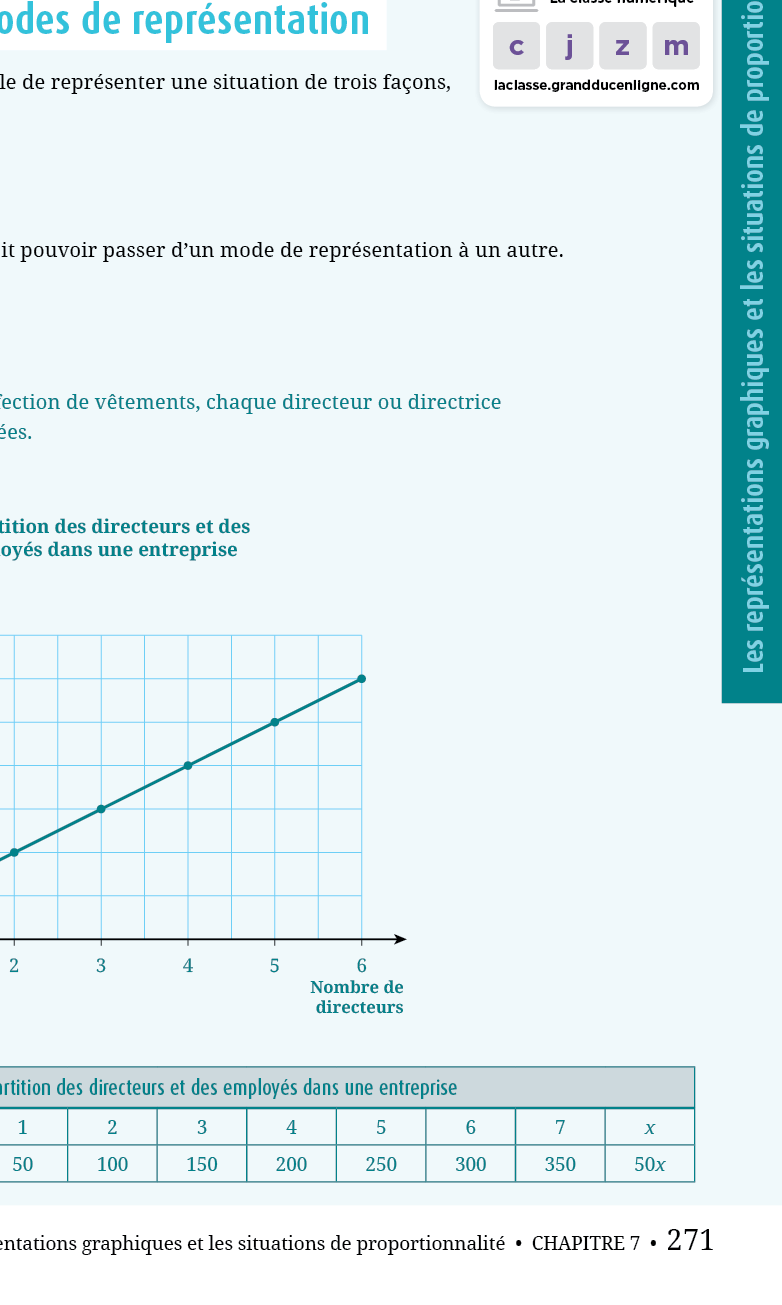 odes de représentation
La classe numérique
c j z m
laclasse.grandducenligne.com
le de représenter une situation de trois façons,
it pouvoir passer d'un mode de représentation à un autre.
fection de vêtements, chaque directeur ou directrice
ées.
tition des directeurs et des
oyés dans une entreprise
2 3 4 5 6
Nombre de
directeurs
artition des directeurs et des employés dans une entreprise
1 2 3 4 5 6 7 x
50 100 150 200 250 300 350 50x
Les représentations graphiques et les situations de proportio
entations graphiques et les situations de proportionnalité • CHAPITRE 7 • 271